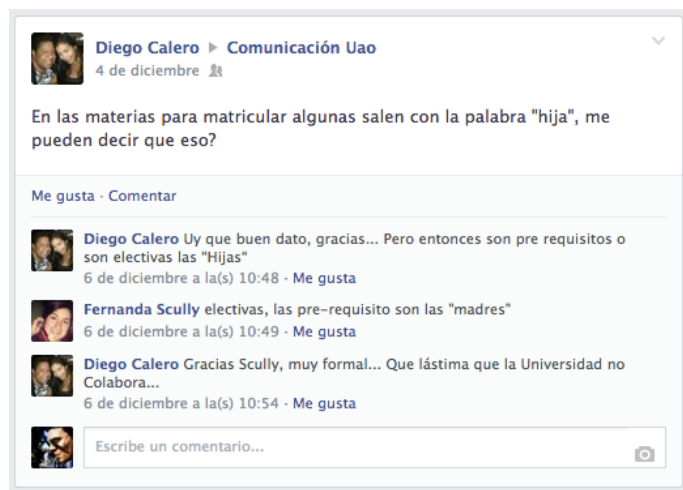 Diego Calero ▶ Comunicación Uao
4 de diciembre
En las materias para matricular algunas salen con la palabra "hija", me
pueden decir que eso?
Me gusta · Comentar
Diego Calero Uy que buen dato, gracias... Pero entonces son pre requisitos o
son electivas las "Hijas"
6 de diciembre a la(s) 10:48 · Me gusta
Fernanda Scully electivas, las pre-requisito son las "madres"
6 de diciembre a la(s) 10:49 · Me gusta
Diego Calero Gracias Scully, muy formal... Que lástima que la Universidad no
Colabora...
6 de diciembre a la(s) 10:54 · Me gusta
Escribe un comentario...